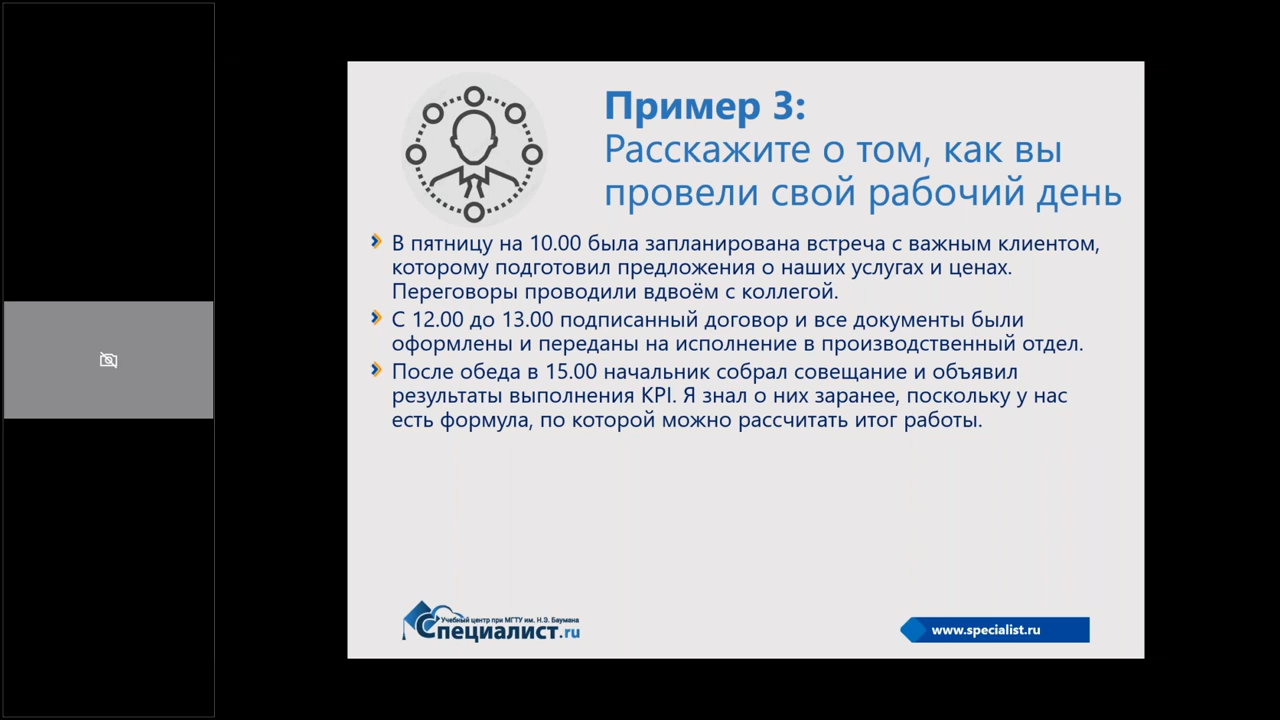 Пример 3:
Расскажите о том, как вы
провели свой рабочий день
В пятницу на 10.00 была запланирована встреча с важным клиентом,
которому подготовил предложения о наших услугах и ценах.
Переговоры проводили вдвоём с коллегой.
С 12.00 до 13.00 подписанный договор и все документы были
оформлены и переданы на исполнение в производственный отдел.
После обеда в 15.00 начальник собрал совещание и объявил
результаты выполнения KPI. Я знал о них заранее, поскольку у нас
есть формула, по которой можно рассчитать итог работы.
Учебный центр при МГТУ им. Н.Э. Баумана
Специалист.ru
www.specialist.ru